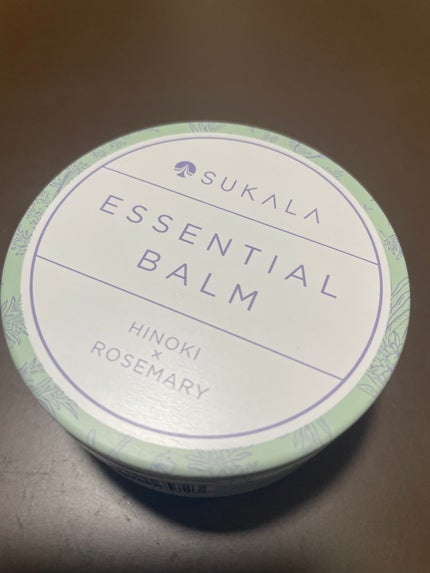 SUKALA
ESSENTIAL
BALM
HINOKI
×
ROSEMARY